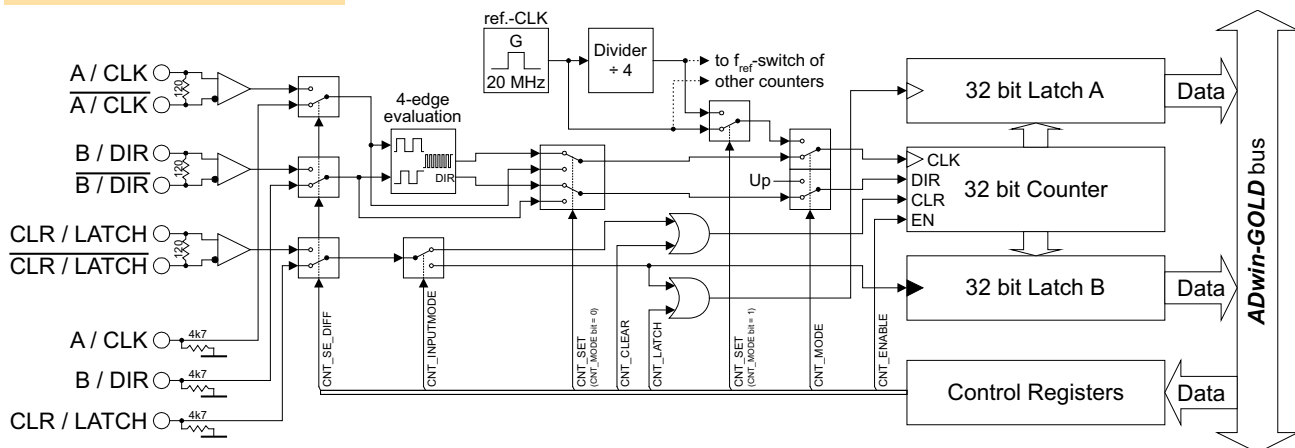 ref.-CLK
G
20 MHz
Divider
÷ 4
to f_ref-switch of
other counters
A / CLK
120
A / CLK
4-edge
evaluation
DIR
B / DIR
120
B / DIR
CLR / LATCH
120
CLR / LATCH
A / CLK
4k7
B / DIR
4k7
CLR / LATCH
4k7
CNT_SE_DIFF
CNT_INPUTMODE
CNT_SET
(CNT_MODE bit = 0)
CNT_CLEAR
CNT_LATCH
CNT_SET
(CNT_MODE bit = 1)
CNT_MODE
CNT_ENABLE
Up
32 bit Latch A
Data
CLK
DIR
CLR
EN
32 bit Counter
32 bit Latch B
Data
Control Registers
Data
ADwin-GOLD bus